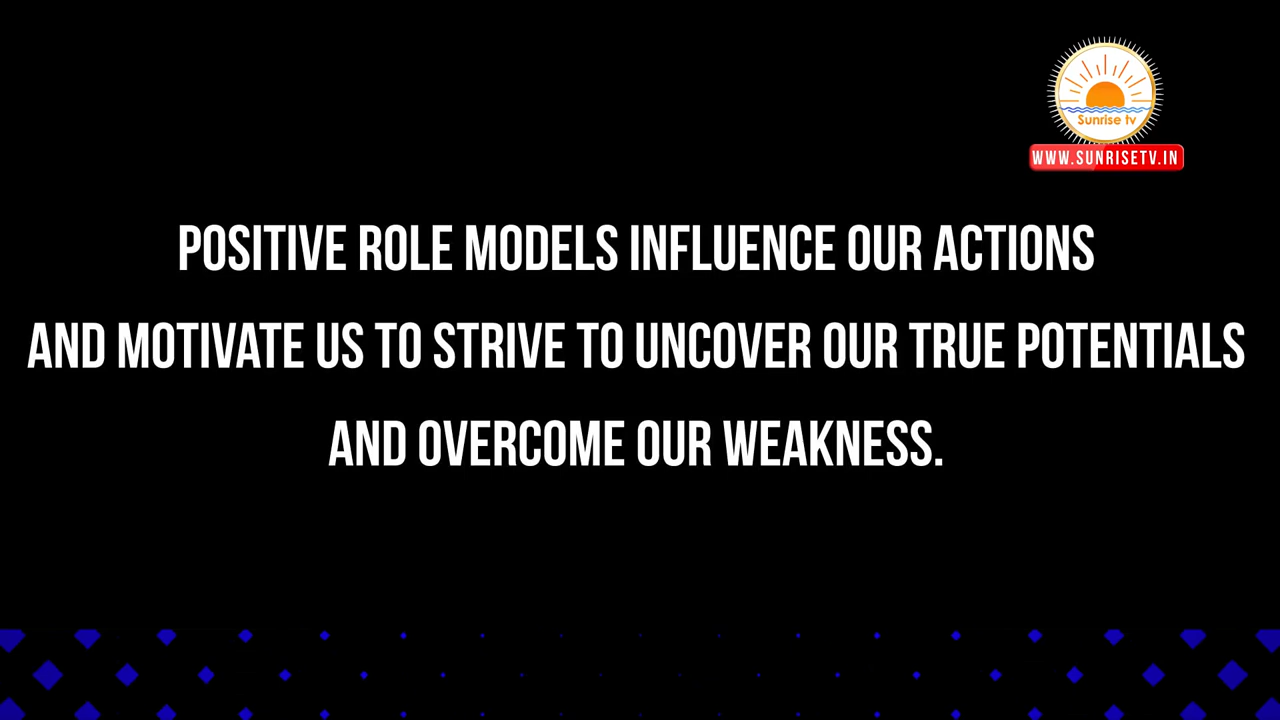 Sunrise tv
WWW.SUNRISETV.IN
POSITIVE ROLE MODELS INFLUENCE OUR ACTIONS
AND MOTIVATE US TO STRIVE TO UNCOVER OUR TRUE POTENTIALS
AND OVERCOME OUR WEAKNESS.